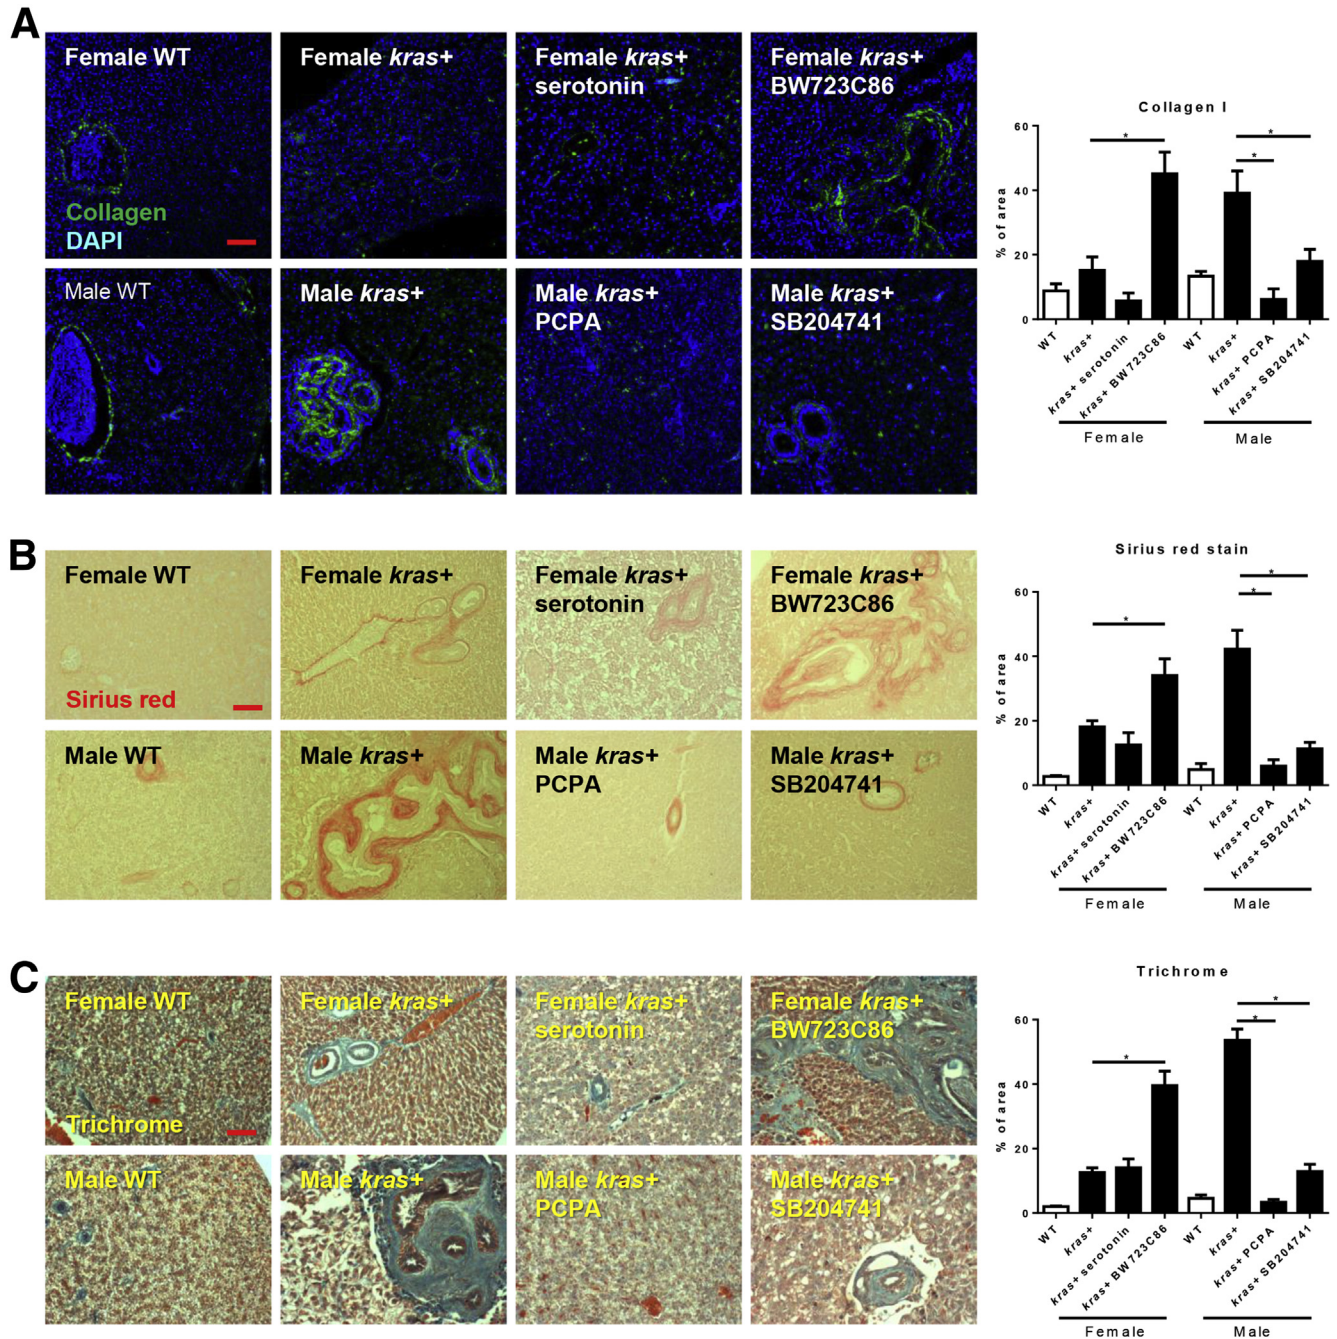 A
Female WT
Collagen
DAPI
Female kras+
Female kras+
serotonin
Female kras+
BW723C86
Male WT
Male kras+
Male kras+
PCPA
Male kras+
SB204741
Collagen I
% of area
60
40
20
0
*
*
*
WT
kras+
kras+ serotonin
kras+ BW723C86
WT
kras+
kras+ PCPA
kras+ SB204741
Female
Male
B
Female WT
Sirius red
Female kras+
Female kras+
serotonin
Female kras+
BW723C86
Male WT
Male kras+
Male kras+
PCPA
Male kras+
SB204741
Sirius red stain
% of area
60
40
20
0
*
*
*
WT
kras+
kras+ serotonin
kras+ BW723C86
WT
kras+
kras+ PCPA
kras+ SB204741
Female
Male
C
Female WT
Trichrome
Female kras+
Female kras+
serotonin
Female kras+
BW723C86
Male WT
Male kras+
Male kras+
PCPA
Male kras+
SB204741
Trichrome
% of area
60
40
20
0
*
*
*
WT
kras+
kras+ serotonin
kras+ BW723C86
WT
kras+
kras+ PCPA
kras+ SB204741
Female
Male